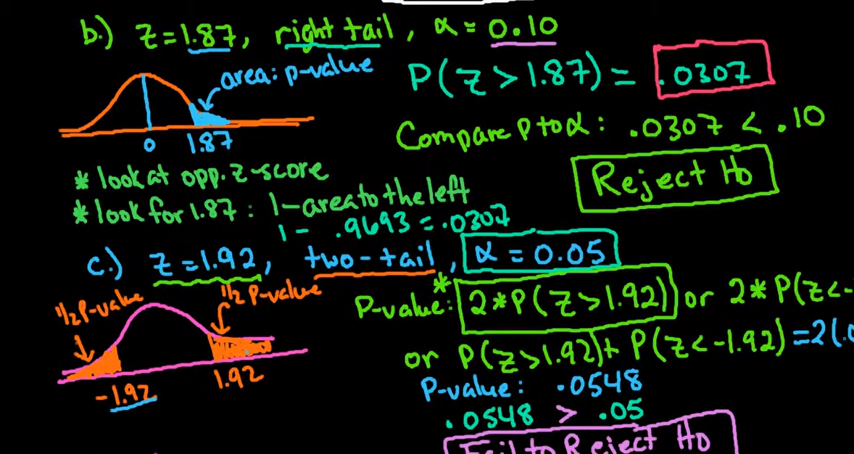 b.) z=1.87, right tail, α = 0.10
area: p-value
P(z>1.87) = .0307
0 1.87
Compare P to α: .0307 < .10
* look at opp. z-score
Reject Ho
* look for 1.87: 1-area to the left
1- .9693 = .0307
c.) z=1.92, two-tail, α = 0.05
1/2 P-value
1/2 P-value
P-value:* 2*P(z>1.92) or 2*P(z<-
or P(z>1.92)+ P(z<-1.92) =2(.0
-1.92 1.92
P-value: .0548
.0548 > .05
Fail to Reject Ho